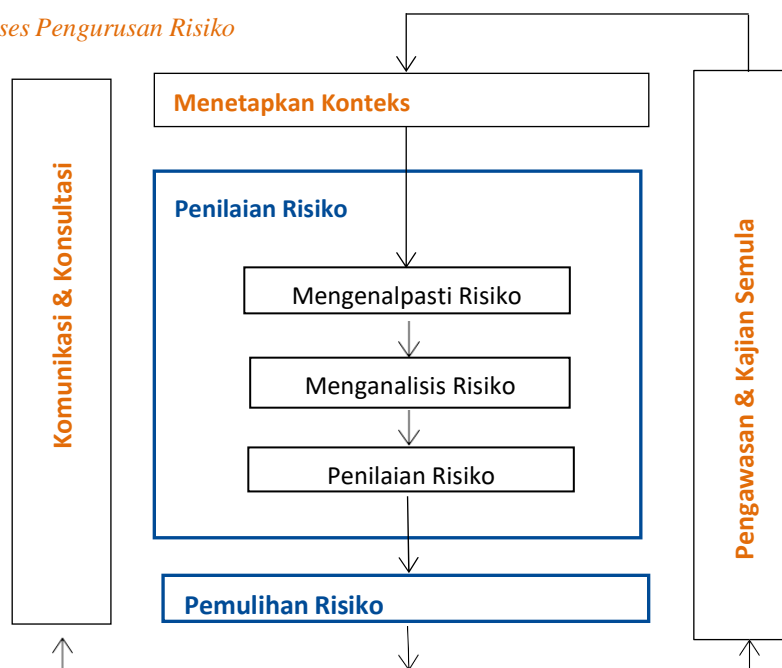 ses Pengurusan Risiko
Menetapkan Konteks
Komunikasi & Konsultasi
Penilaian Risiko
Mengenalpasti Risiko
Menganalisis Risiko
Penilaian Risiko
Pemulihan Risiko
Pengawasan & Kajian Semula